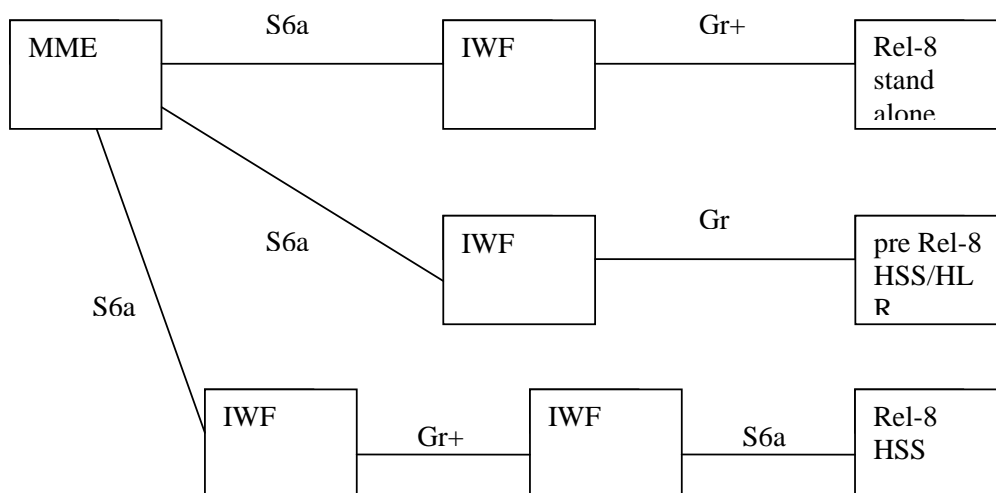 S6a
Gr+
MME
IWF
Rel-8
stand
alone
S6a
Gr
IWF
pre Rel-8
HSS/HL
R
S6a
IWF
Gr+
IWF
S6a
Rel-8
HSS